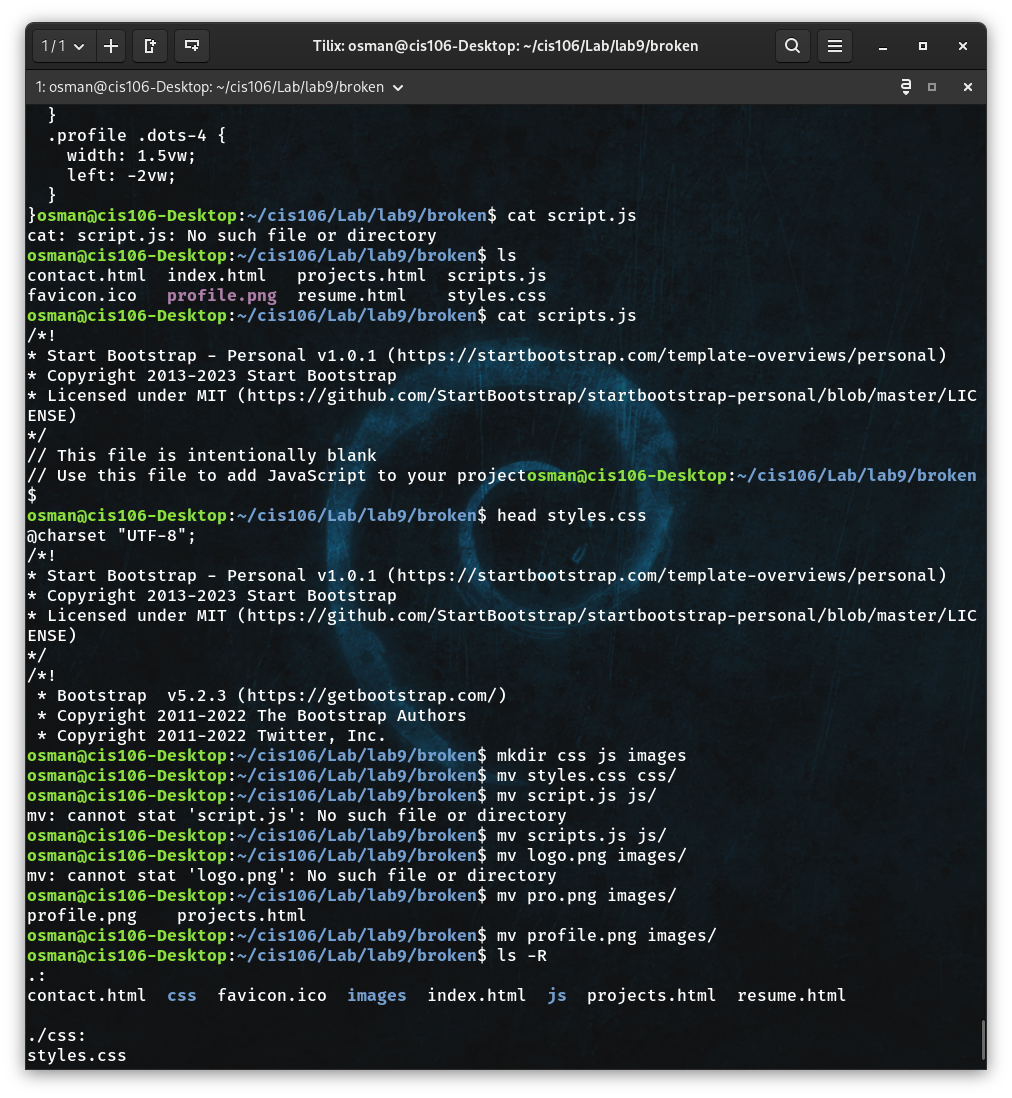 1 / 1
Tilix: osman@cis106-Desktop: ~/cis106/Lab/lab9/broken
1: osman@cis106-Desktop: ~/cis106/Lab/lab9/broken
a
  }
  .profile .dots-4 {
    width: 1.5vw;
    left: -2vw;
  }
}osman@cis106-Desktop:~/cis106/Lab/lab9/broken$ cat script.js
cat: script.js: No such file or directory
osman@cis106-Desktop:~/cis106/Lab/lab9/broken$ ls
contact.html  index.html   projects.html  scripts.js
favicon.ico   profile.png  resume.html    styles.css
osman@cis106-Desktop:~/cis106/Lab/lab9/broken$ cat scripts.js
/*!
* Start Bootstrap - Personal v1.0.1 (https://startbootstrap.com/template-overviews/personal)
* Copyright 2013-2023 Start Bootstrap
* Licensed under MIT (https://github.com/StartBootstrap/startbootstrap-personal/blob/master/LIC
ENSE)
*/
// This file is intentionally blank
// Use this file to add JavaScript to your projectosman@cis106-Desktop:~/cis106/Lab/lab9/broken
$
osman@cis106-Desktop:~/cis106/Lab/lab9/broken$ head styles.css
@charset "UTF-8";
/*!
* Start Bootstrap - Personal v1.0.1 (https://startbootstrap.com/template-overviews/personal)
* Copyright 2013-2023 Start Bootstrap
* Licensed under MIT (https://github.com/StartBootstrap/startbootstrap-personal/blob/master/LIC
ENSE)
*/
/*!
 * Bootstrap  v5.2.3 (https://getbootstrap.com/)
 * Copyright 2011-2022 The Bootstrap Authors
 * Copyright 2011-2022 Twitter, Inc.
osman@cis106-Desktop:~/cis106/Lab/lab9/broken$ mkdir css js images
osman@cis106-Desktop:~/cis106/Lab/lab9/broken$ mv styles.css css/
osman@cis106-Desktop:~/cis106/Lab/lab9/broken$ mv script.js js/
mv: cannot stat 'script.js': No such file or directory
osman@cis106-Desktop:~/cis106/Lab/lab9/broken$ mv scripts.js js/
osman@cis106-Desktop:~/cis106/Lab/lab9/broken$ mv logo.png images/
mv: cannot stat 'logo.png': No such file or directory
osman@cis106-Desktop:~/cis106/Lab/lab9/broken$ mv pro.png images/
profile.png    projects.html
osman@cis106-Desktop:~/cis106/Lab/lab9/broken$ mv profile.png images/
osman@cis106-Desktop:~/cis106/Lab/lab9/broken$ ls -R
.:
contact.html  css  favicon.ico  images  index.html  js  projects.html  resume.html

./css:
styles.css